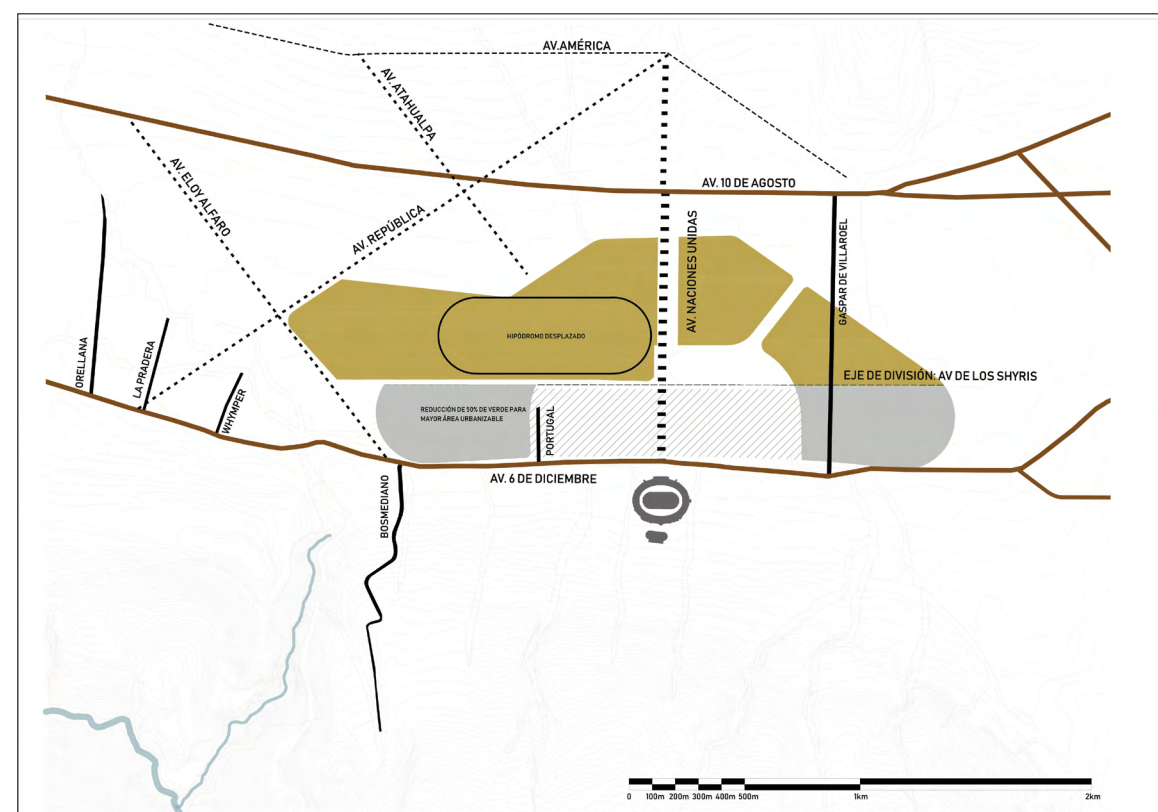 AV.AMÉRICA
AV. ATAHUALPA
AV. ELOY ALFARO
AV. REPÚBLICA
AV. 10 DE AGOSTO
AV. NACIONES UNIDAS
GASPAR DE VILLAROEL
HIPÓDROMO DESPLAZADO
ORELLANA
LA PRADERA
WHYMPER
EJE DE DIVISIÓN: AV DE LOS SHYRIS
REDUCCIÓN DE 50% DE VERDE PARA
MAYOR ÁREA URBANIZABLE
PORTUGAL
AV. 6 DE DICIEMBRE
BOSMEDIANO
0 100m 200m 300m 400m 500m 1km 2km